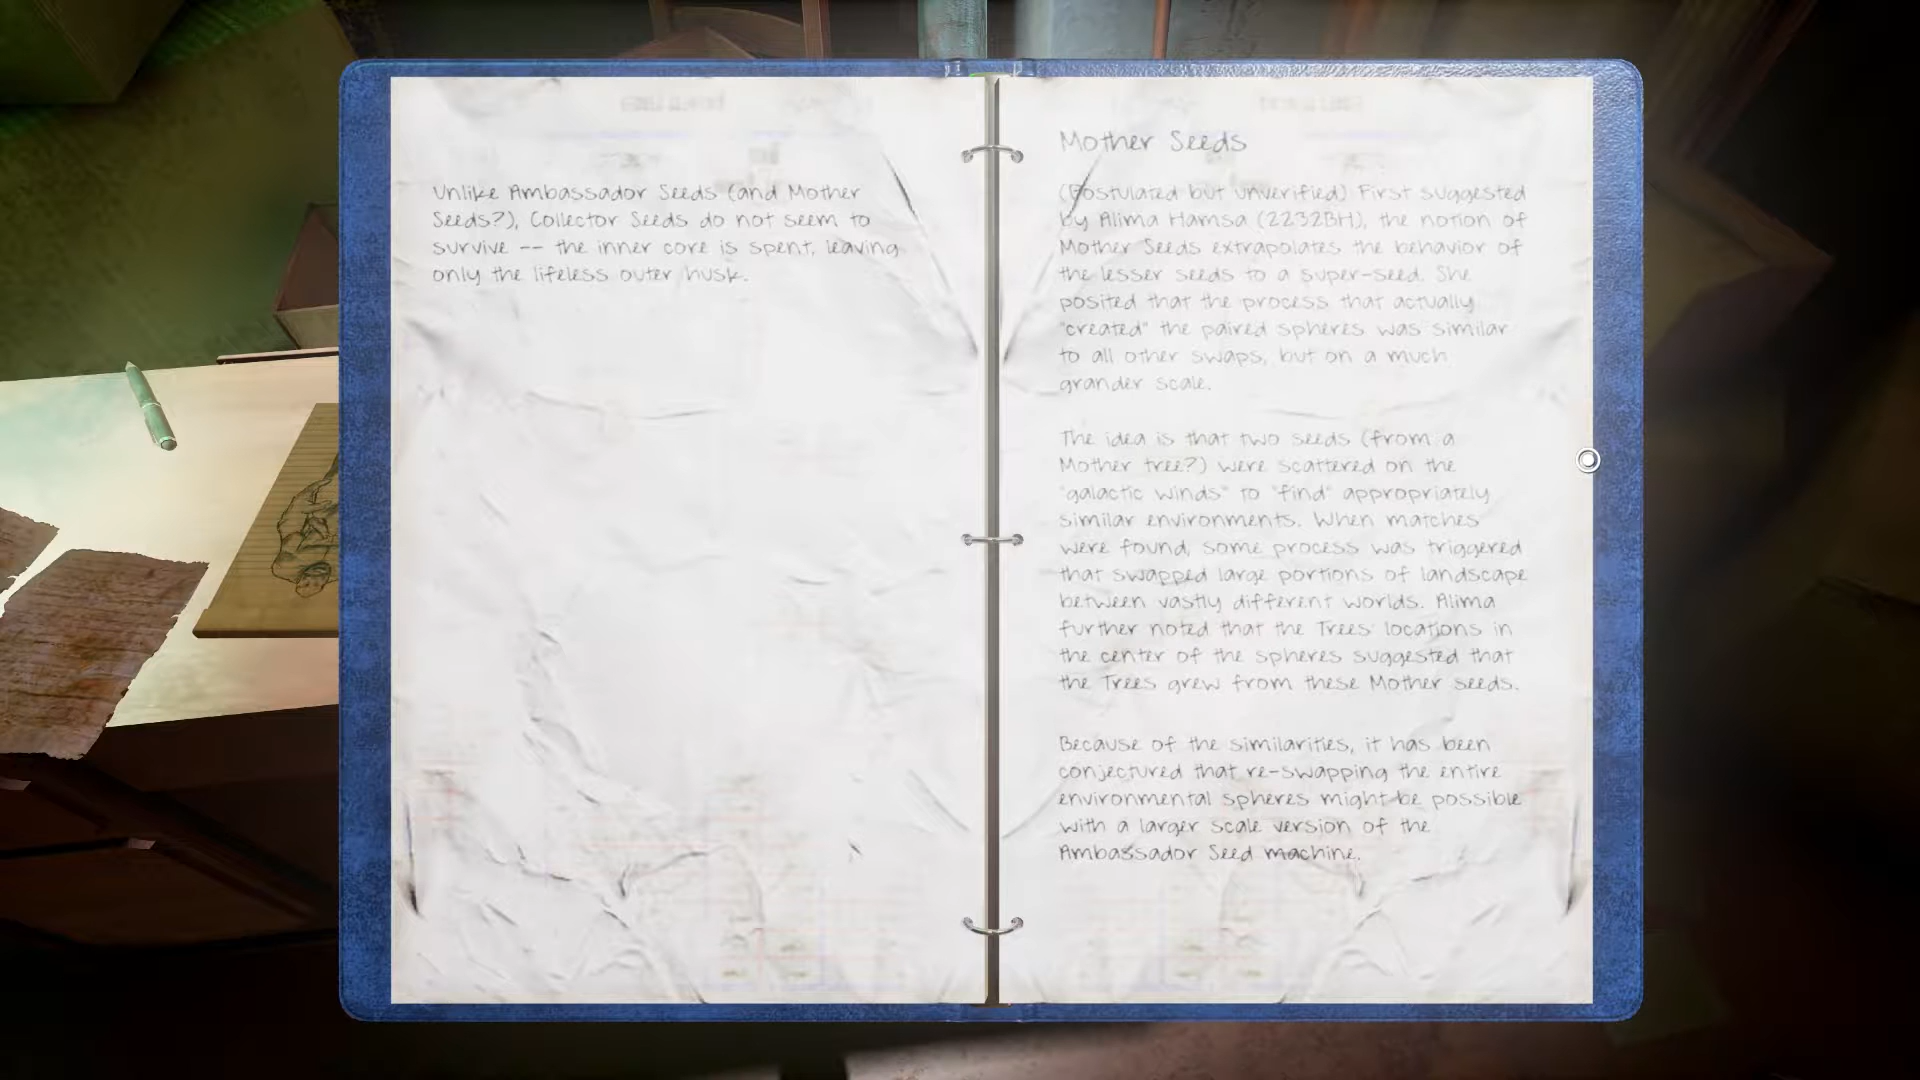 Unlike Ambassador Seeds (and Mother
Seeds?), Collector Seeds do not seem to
survive -- the inner core is spent, leaving
only the lifeless outer husk.
Mother Seeds
(Postulated but unverified) First suggested
by Alima Hamsa (2232BH), the notion of
Mother Seeds extrapolates the behavior of
the lesser seeds to a super-seed. She
posited that the process that actually
"created" the paired spheres was similar
to all other swaps, but on a much
grander scale.
The idea is that two seeds (from a
Mother tree?) were scattered on the
"galactic winds" to "find" appropriately
similar environments. When matches
were found, some process was triggered
that swapped large portions of landscape
between vastly different worlds. Alima
further noted that the Trees' locations in
the center of the spheres suggested that
the Trees grew from these Mother seeds.
Because of the similarities, it has been
conjectured that re-swapping the entire
environmental spheres might be possible
with a larger scale version of the
Ambassador Seed machine.